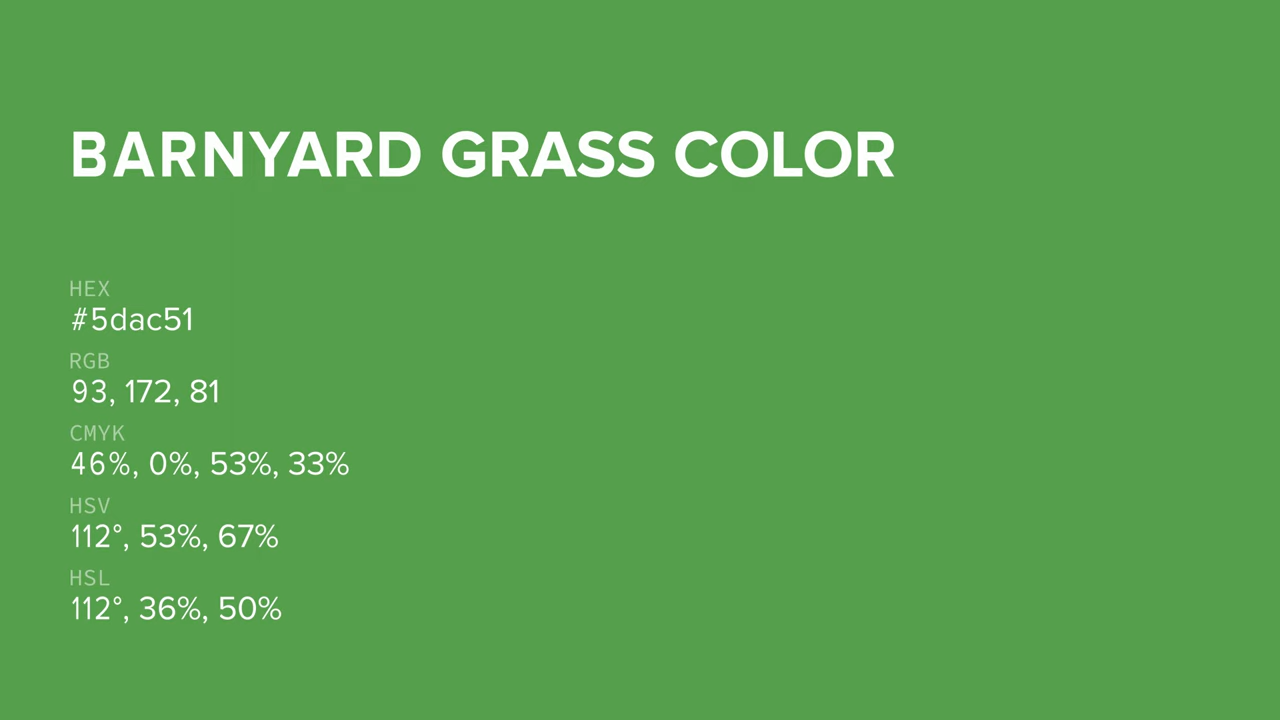 BARNYARD GRASS COLOR
HEX
#5dac51
RGB
93, 172, 81
CMYK
46%, 0%, 53%, 33%
HSV
112°, 53%, 67%
HSL
112°, 36%, 50%